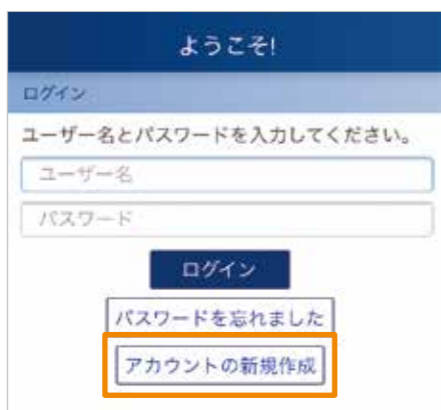 ようこそ!
ログイン
ユーザー名とパスワードを入力してください。
ユーザー名
パスワード
ログイン
パスワードを忘れました
アカウントの新規作成